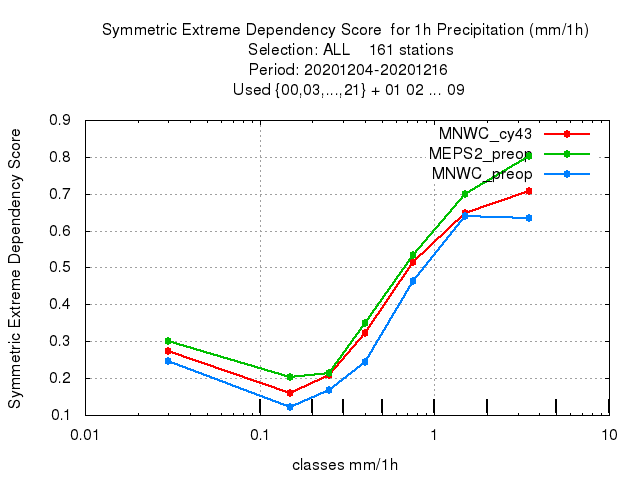 Symmetric Extreme Dependency Score  for 1h Precipitation (mm/1h)
Selection: ALL    161 stations
Period: 20201204-20201216
Used {00,03,...,21} + 01 02 ... 09
Symmetric Extreme Dependency Score
0.9
0.8
0.7
0.6
0.5
0.4
0.3
0.2
0.1
MNWC_cy43
MEPS2_preop
MNWC_preop
0.01
0.1
1
10
classes mm/1h